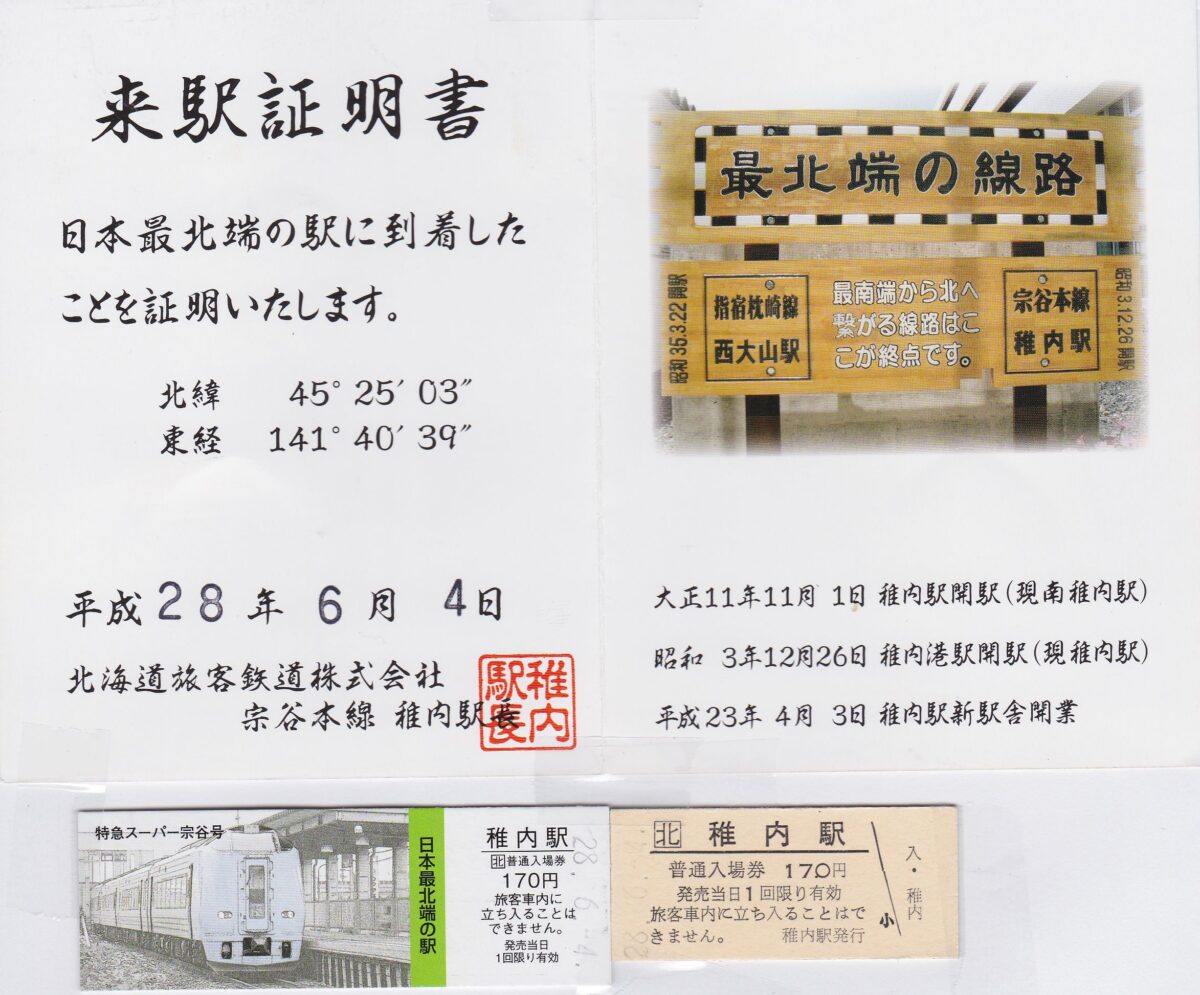 来駅証明書
日本最北端の駅に到着した
ことを証明いたします。
北緯 45° 25′ 03″
東経 141° 40′ 39″
平成28年 6月 4日
北海道旅客鉄道株式会社
宗谷本線 稚内駅長
稚内
駅長
最北端の線路
昭和35.3.22開駅
指宿枕崎線
西大山駅
最南端から北へ
繋がる線路はこ
こが終点です。
宗谷本線
稚内駅
昭和3.12.26開駅
大正11年11月 1日 稚内駅開駅(現南稚内駅)
昭和 3年12月26日 稚内港駅開駅(現稚内駅)
平成23年 4月 3日 稚内駅新駅舎開業
特急スーパー宗谷号
日本最北端の駅
稚内駅
北 普通入場券
170円
旅客車内に
立ち入ることは
できません。
発売当日
1回限り有効
28.6.-4.
北 稚内駅
普通入場券 170円
発売当日1回限り有効
旅客車内に立ち入ることはで
きません。 稚内駅発行
小
入・稚内